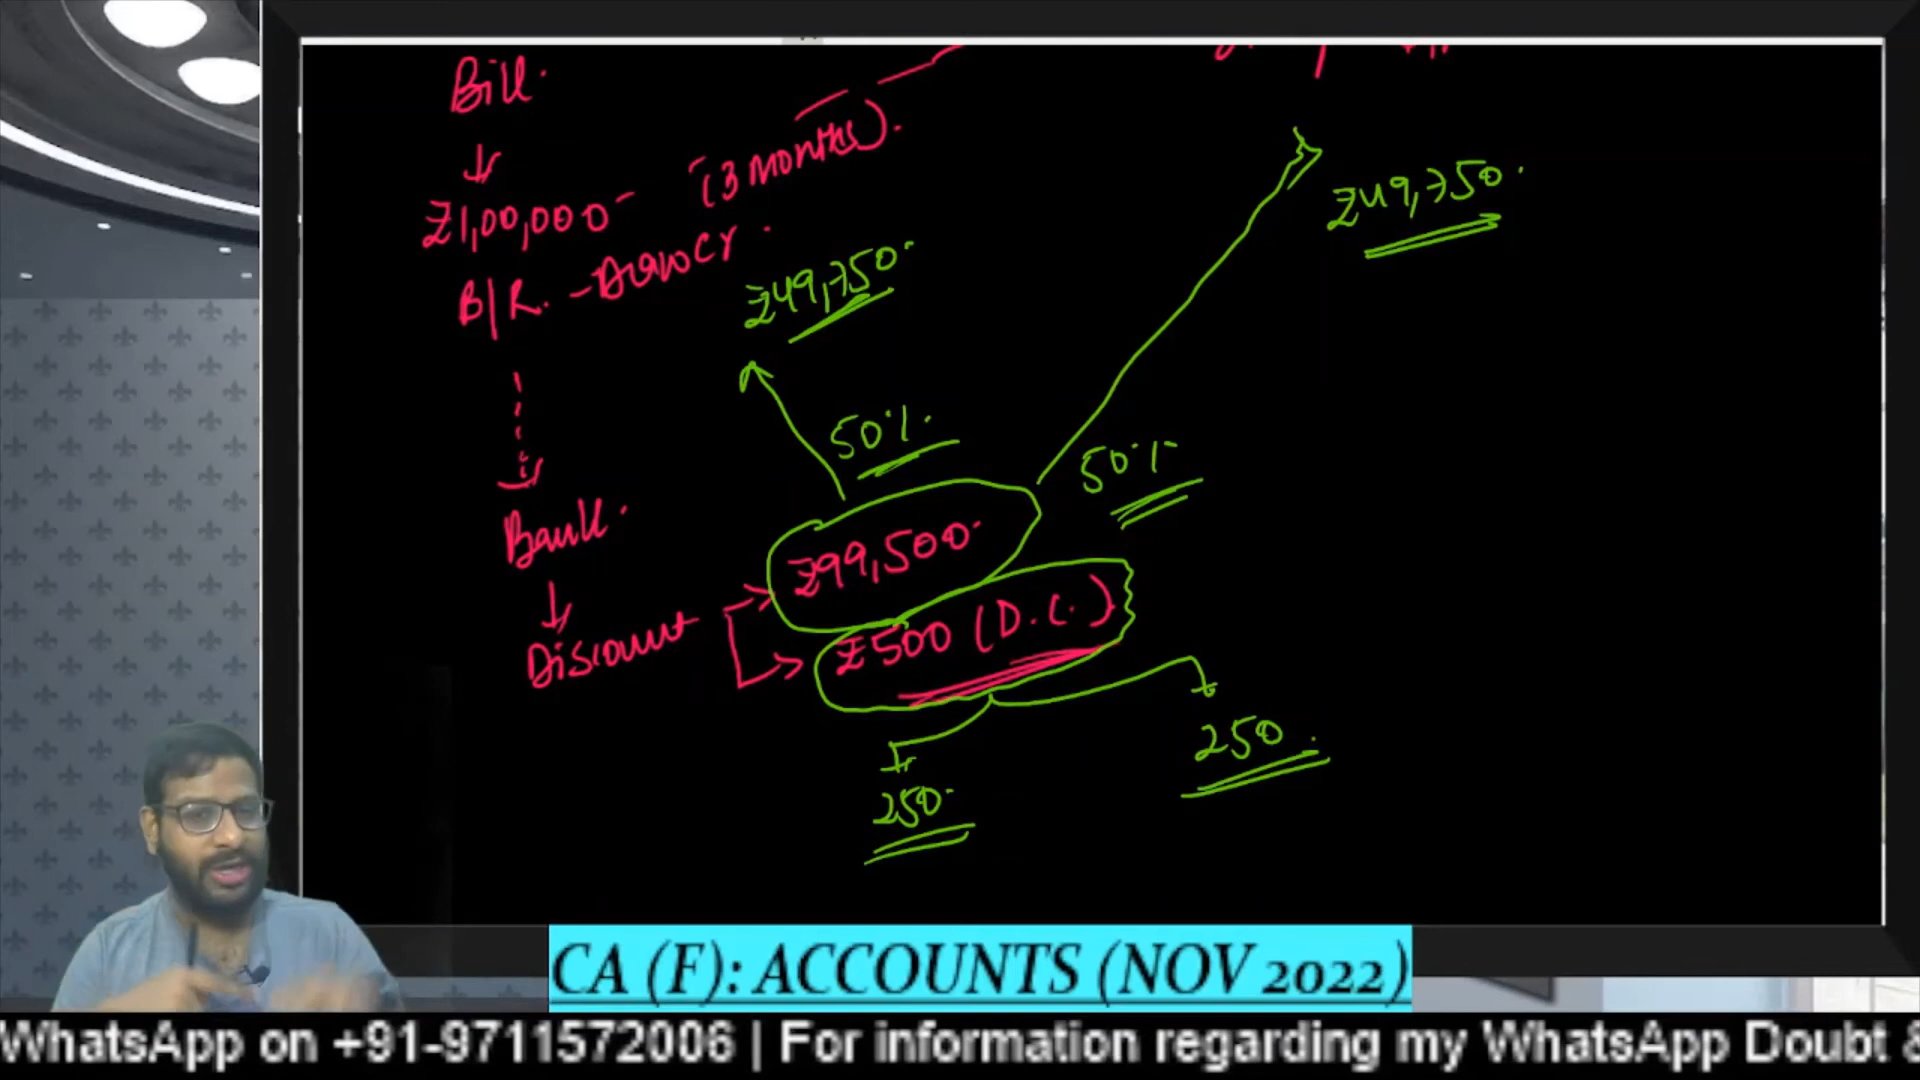 Bill.
₹1,00,000 (3 months).
B/R. - Drawer.
₹49,750.
₹49,750.
50%.
50%
Bank.
Discount
₹99,500.
₹500 (D.C.)
250.
250.
CA (F): ACCOUNTS (NOV 2022)
WhatsApp on +91-9711572006 | For information regarding my WhatsApp Doubt &